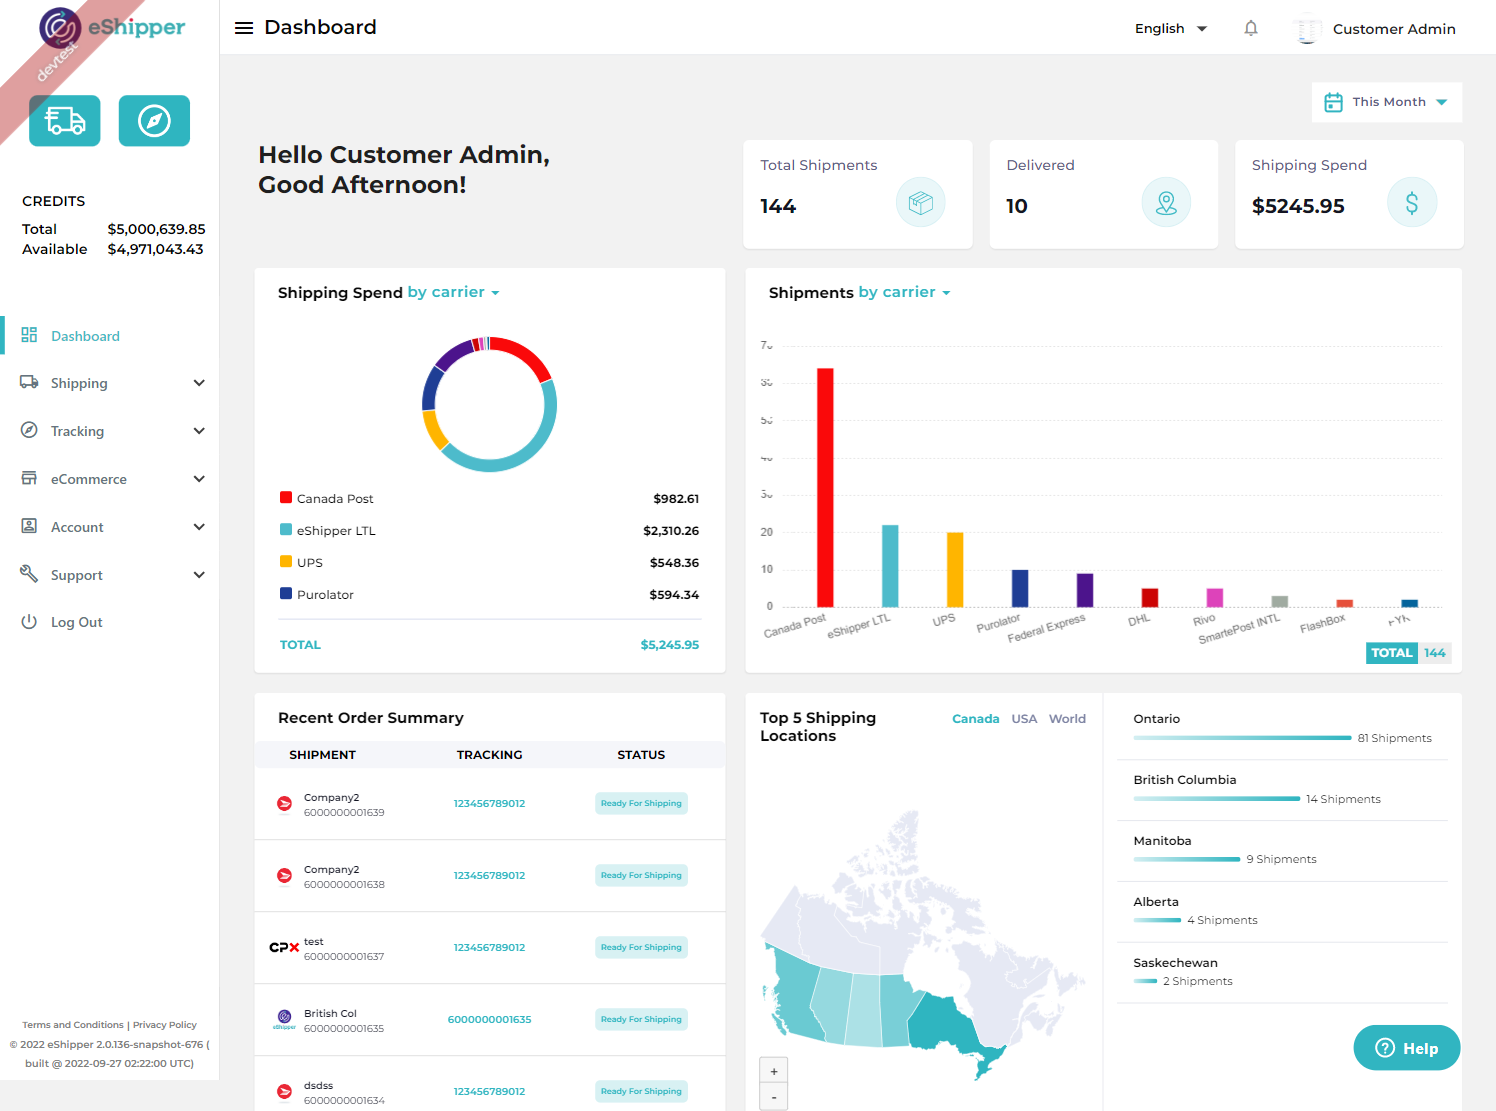 eShipper
devtest
Dashboard
English
Customer Admin
This Month
CREDITS
Total $5,000,639.85
Available $4,971,043.43
Dashboard
Shipping
Tracking
eCommerce
Account
Support
Log Out
Terms and Conditions | Privacy Policy
© 2022 eShipper 2.0.136-snapshot-676 (
built @ 2022-09-27 02:22:00 UTC)
Hello Customer Admin,
Good Afternoon!
Total Shipments
144
Delivered
10
Shipping Spend
$5245.95
Shipping Spend by carrier
Canada Post $982.61
eShipper LTL $2,310.26
UPS $548.36
Purolator $594.34
TOTAL $5,245.95
Shipments by carrier
20
10
0
Canada Post
eShipper LTL
UPS
Purolator
Federal Express
DHL
Rivo
SmartePost INTL
FlashBox
TOTAL 144
Recent Order Summary
SHIPMENT TRACKING STATUS
Company2
6000000001639
123456789012
Ready For Shipping
Company2
6000000001638
123456789012
Ready For Shipping
CPX
test
6000000001637
123456789012
Ready For Shipping
eShipper
British Col
6000000001635
6000000001635
Ready For Shipping
dsdss
6000000001634
123456789012
Ready For Shipping
Top 5 Shipping
Locations
Canada USA World
+
-
Ontario
81 Shipments
British Columbia
14 Shipments
Manitoba
9 Shipments
Alberta
4 Shipments
Saskechewan
2 Shipments
Help